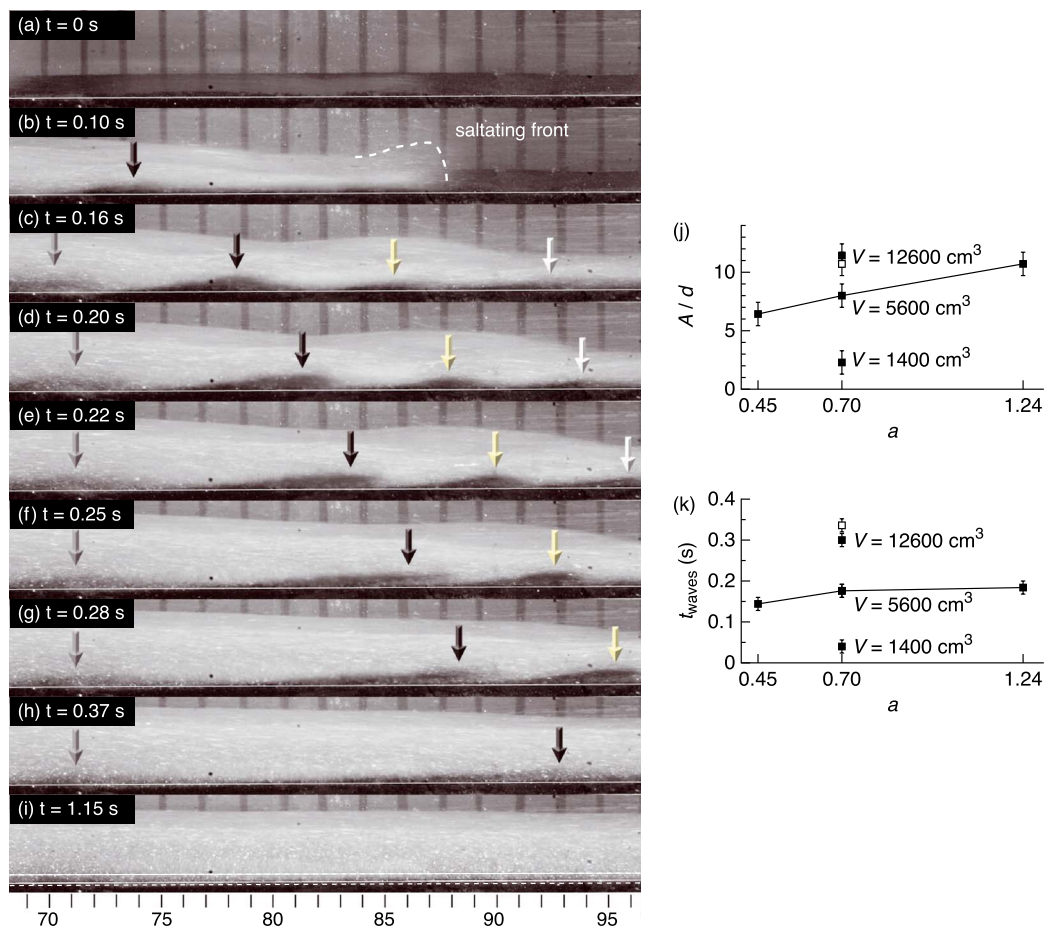 (a) t = 0 s
(b) t = 0.10 s
saltating front
(c) t = 0.16 s
(d) t = 0.20 s
(e) t = 0.22 s
(f) t = 0.25 s
(g) t = 0.28 s
(h) t = 0.37 s
(i) t = 1.15 s
70 75 80 85 90 95
(j)
A / d
10
5
0
V = 12600 cm³
V = 5600 cm³
V = 1400 cm³
0.45 0.70 1.24
a
(k)
t_waves (s)
0.4
0.3
0.2
0.1
0
V = 12600 cm³
V = 5600 cm³
V = 1400 cm³
0.45 0.70 1.24
a